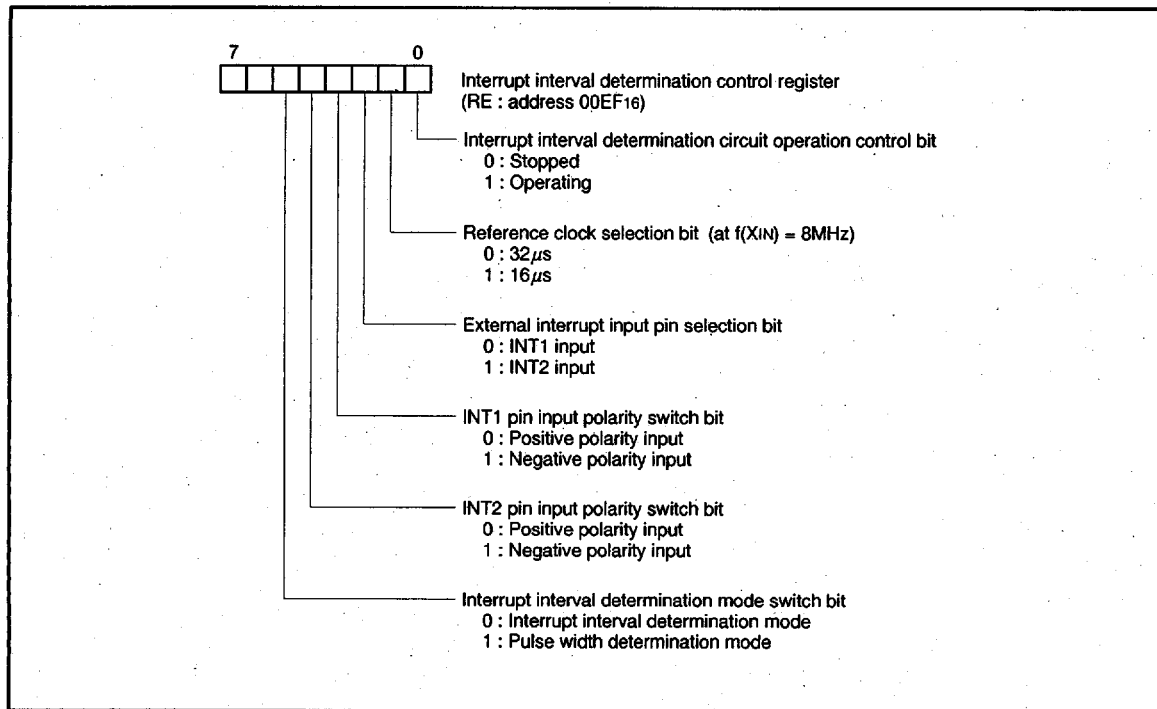 7 0
Interrupt interval determination control register
(RE : address 00EF16)
Interrupt interval determination circuit operation control bit
0 : Stopped
1 : Operating
Reference clock selection bit (at f(XIN) = 8MHz)
0 : 32µs
1 : 16µs
External interrupt input pin selection bit
0 : INT1 input
1 : INT2 input
INT1 pin input polarity switch bit
0 : Positive polarity input
1 : Negative polarity input
INT2 pin input polarity switch bit
0 : Positive polarity input
1 : Negative polarity input
Interrupt interval determination mode switch bit
0 : Interrupt interval determination mode
1 : Pulse width determination mode